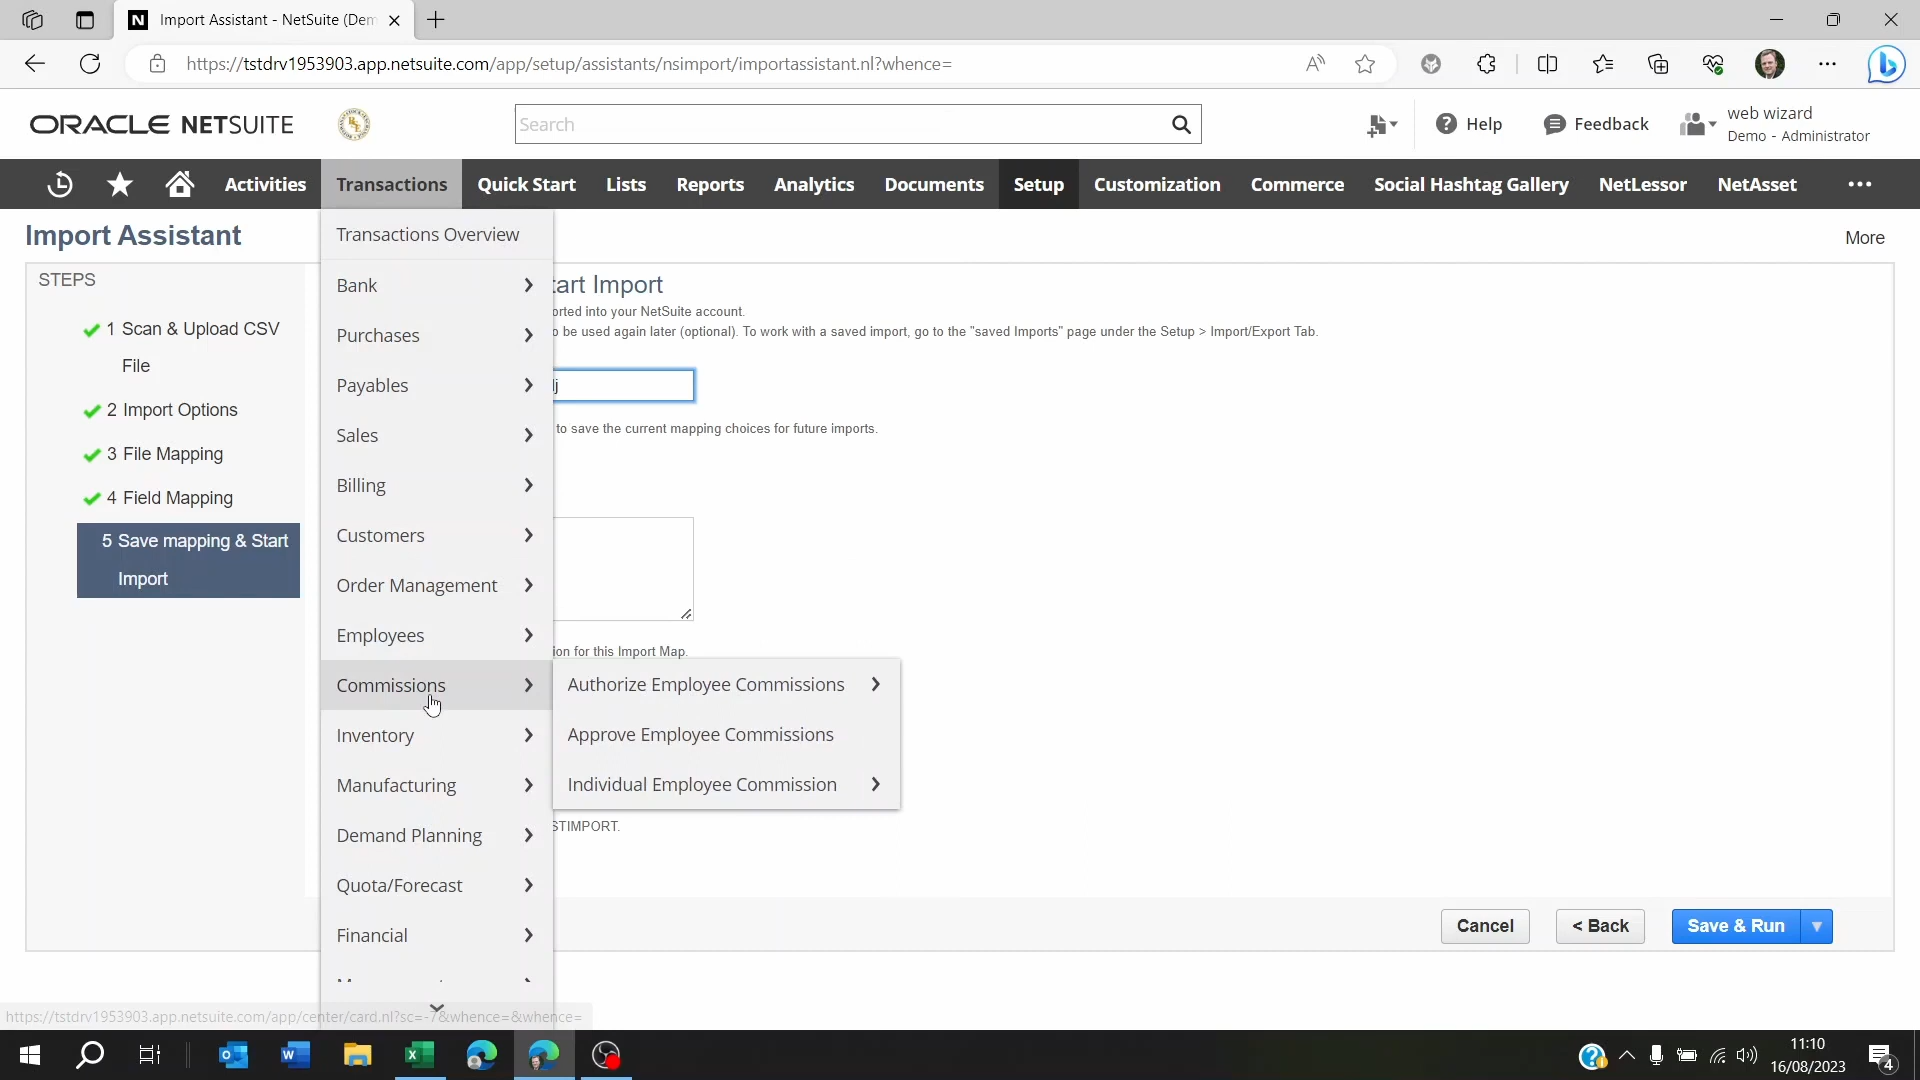 Import Assistant - NetSuite (Dem
https://tstdrv1953903.app.netsuite.com/app/setup/assistants/nsimport/importassistant.nl?whence=
ORACLE NETSUITE
Search
Help
Feedback
web wizard
Demo - Administrator
Activities
Transactions
Quick Start
Lists
Reports
Analytics
Documents
Setup
Customization
Commerce
Social Hashtag Gallery
NetLessor
NetAsset
Import Assistant
More
STEPS
1 Scan & Upload CSV
File
2 Import Options
3 File Mapping
4 Field Mapping
5 Save mapping & Start
Import
Transactions Overview
Bank
Purchases
Payables
Sales
Billing
Customers
Order Management
Employees
Commissions
Inventory
Manufacturing
Demand Planning
Quota/Forecast
Financial
Authorize Employee Commissions
Approve Employee Commissions
Individual Employee Commission
tart Import
orted into your NetSuite account.
o be used again later (optional). To work with a saved import, go to the "saved Imports" page under the Setup > Import/Export Tab.
to save the current mapping choices for future imports.
ion for this Import Map.
STIMPORT.
Cancel
< Back
Save & Run
https://tstdrv1953903.app.netsuite.com/app/center/card.nl?sc=-7&whence=&whence=
11:10
16/08/2023
4